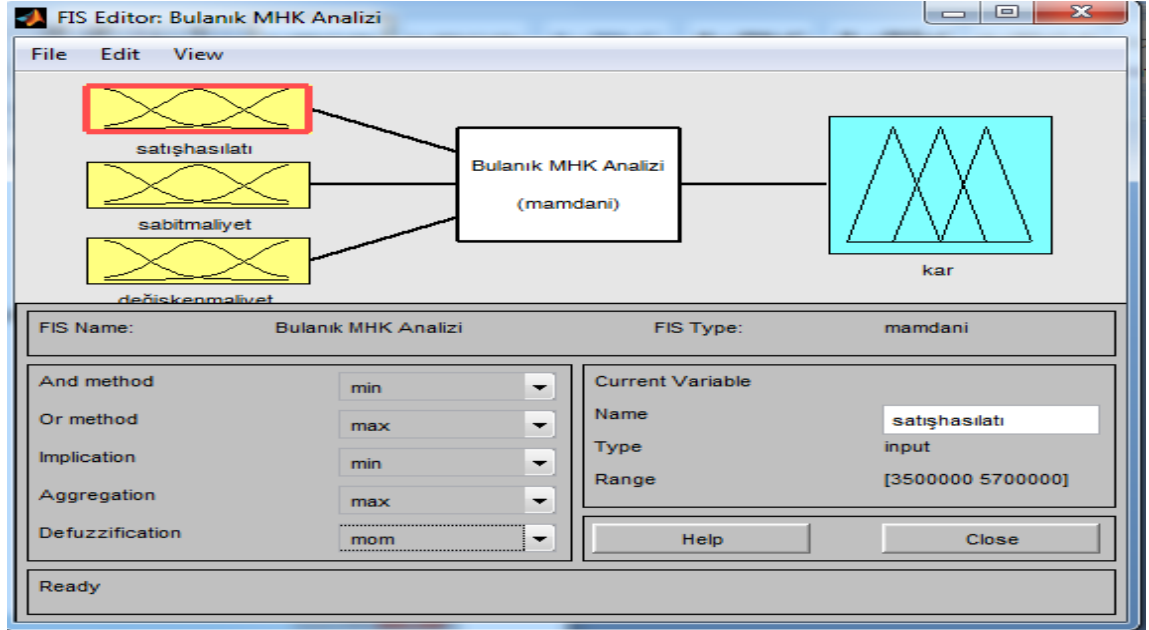 FIS Editor: Bulanık MHK Analizi
File Edit View
satışhasılatı
sabitmaliyet
değişkenmaliyet
Bulanık MHK Analizi
(mamdani)
kar
FIS Name: Bulanık MHK Analizi FIS Type: mamdani
And method min
Or method max
Implication min
Aggregation max
Defuzzification mom
Current Variable
Name satışhasılatı
Type input
Range [3500000 5700000]
Help Close
Ready